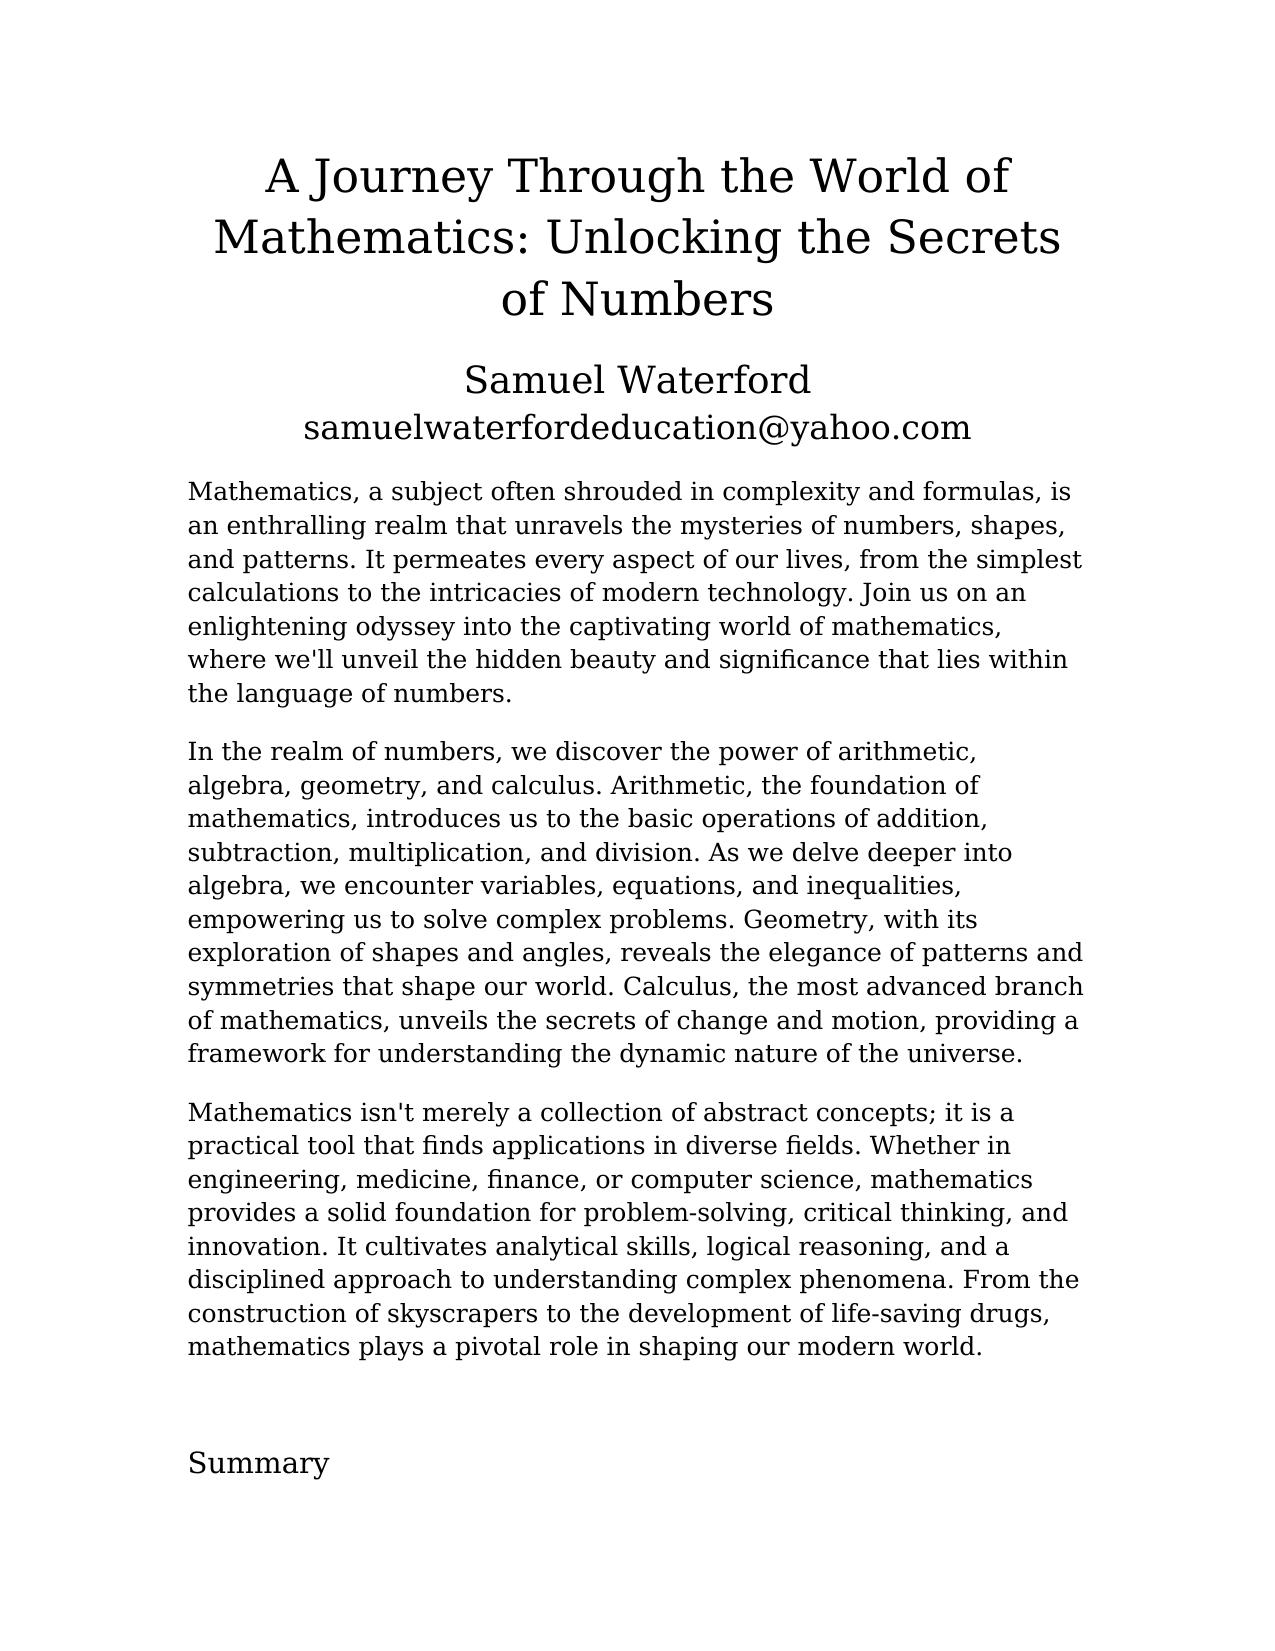 A Journey Through the World of
Mathematics: Unlocking the Secrets
of Numbers
Samuel Waterford
samuelwaterfordeducation@yahoo.com
Mathematics, a subject often shrouded in complexity and formulas, is
an enthralling realm that unravels the mysteries of numbers, shapes,
and patterns. It permeates every aspect of our lives, from the simplest
calculations to the intricacies of modern technology. Join us on an
enlightening odyssey into the captivating world of mathematics,
where we'll unveil the hidden beauty and significance that lies within
the language of numbers.
In the realm of numbers, we discover the power of arithmetic,
algebra, geometry, and calculus. Arithmetic, the foundation of
mathematics, introduces us to the basic operations of addition,
subtraction, multiplication, and division. As we delve deeper into
algebra, we encounter variables, equations, and inequalities,
empowering us to solve complex problems. Geometry, with its
exploration of shapes and angles, reveals the elegance of patterns and
symmetries that shape our world. Calculus, the most advanced branch
of mathematics, unveils the secrets of change and motion, providing a
framework for understanding the dynamic nature of the universe.
Mathematics isn't merely a collection of abstract concepts; it is a
practical tool that finds applications in diverse fields. Whether in
engineering, medicine, finance, or computer science, mathematics
provides a solid foundation for problem-solving, critical thinking, and
innovation. It cultivates analytical skills, logical reasoning, and a
disciplined approach to understanding complex phenomena. From the
construction of skyscrapers to the development of life-saving drugs,
mathematics plays a pivotal role in shaping our modern world.
Summary